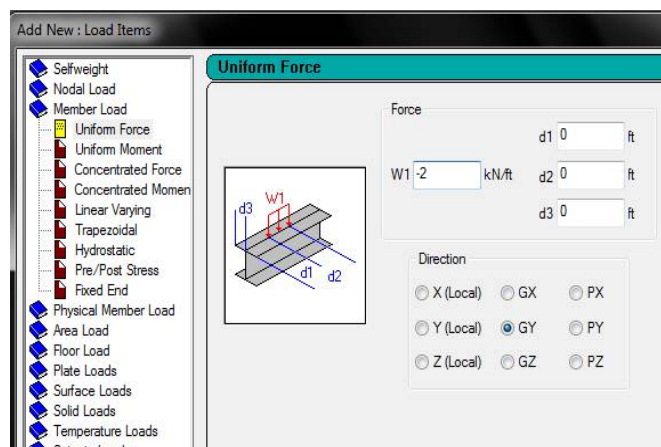 Add New : Load Items
Selfweight
Nodal Load
Member Load
Uniform Force
Uniform Moment
Concentrated Force
Concentrated Momen
Linear Varying
Trapezoidal
Hydrostatic
Pre/Post Stress
Fixed End
Physical Member Load
Area Load
Floor Load
Plate Loads
Surface Loads
Solid Loads
Temperature Loads
Uniform Force
W1
d3
d1 d2
Force
d1 0 ft
W1 -2 kN/ft d2 0 ft
d3 0 ft
Direction
X (Local) GX PX
Y (Local) GY PY
Z (Local) GZ PZ